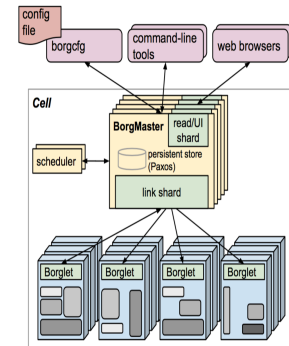 config
file
borgcfg
command-line
tools
web browsers
Cell
BorgMaster
read/UI
shard
persistent store
(Paxos)
scheduler
link shard
Borglet
Borglet
Borglet
Borglet